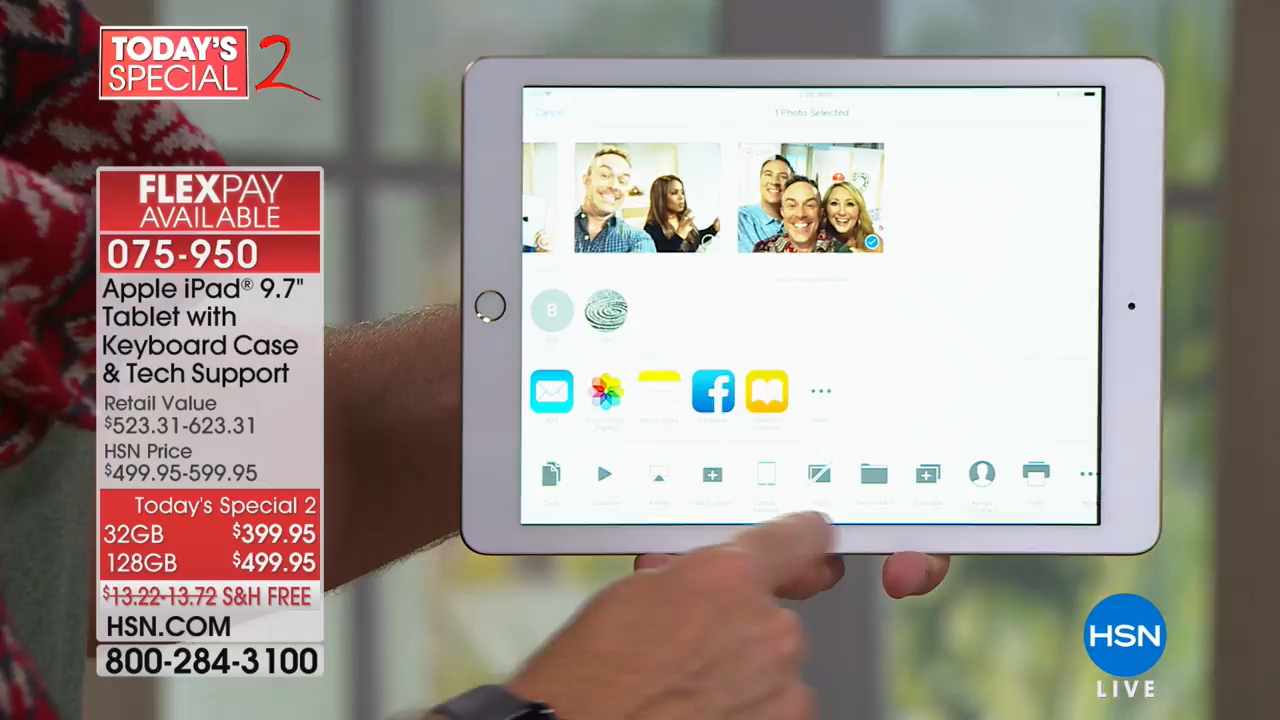 TODAY'S
SPECIAL 2
FLEXPAY
AVAILABLE
075-950
Apple iPad® 9.7"
Tablet with
Keyboard Case
& Tech Support
Retail Value
$523.31-623.31
HSN Price
$499.95-599.95
Today's Special 2
32GB $399.95
128GB $499.95
$13.22-13.72 S&H FREE
HSN.COM
800-284-3100
Cancel
1 Photo Selected
B
HSN
LIVE